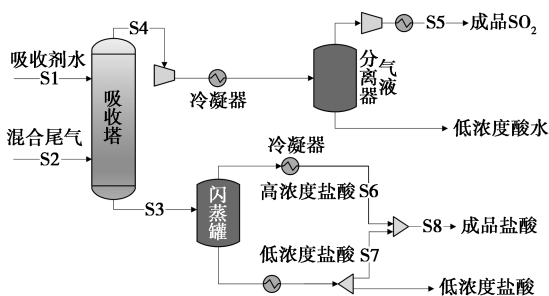 S4
S5
成品SO₂
吸收剂水
S1
吸收塔
冷凝器
气液
分离器
混合尾气
S2
低浓度酸水
冷凝器
S3
闪蒸罐
高浓度盐酸 S6
S8
成品盐酸
低浓度盐酸 S7
低浓度盐酸